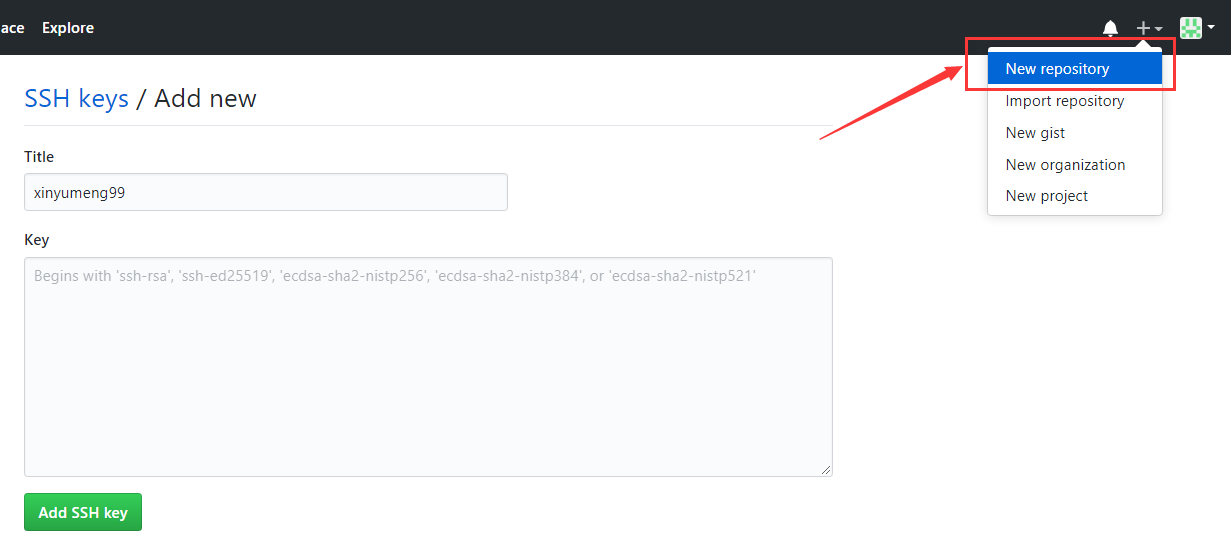 ace Explore
New repository
Import repository
New gist
New organization
New project
SSH keys / Add new
Title
xinyumeng99
Key
Begins with 'ssh-rsa', 'ssh-ed25519', 'ecdsa-sha2-nistp256', 'ecdsa-sha2-nistp384', or 'ecdsa-sha2-nistp521'
Add SSH key